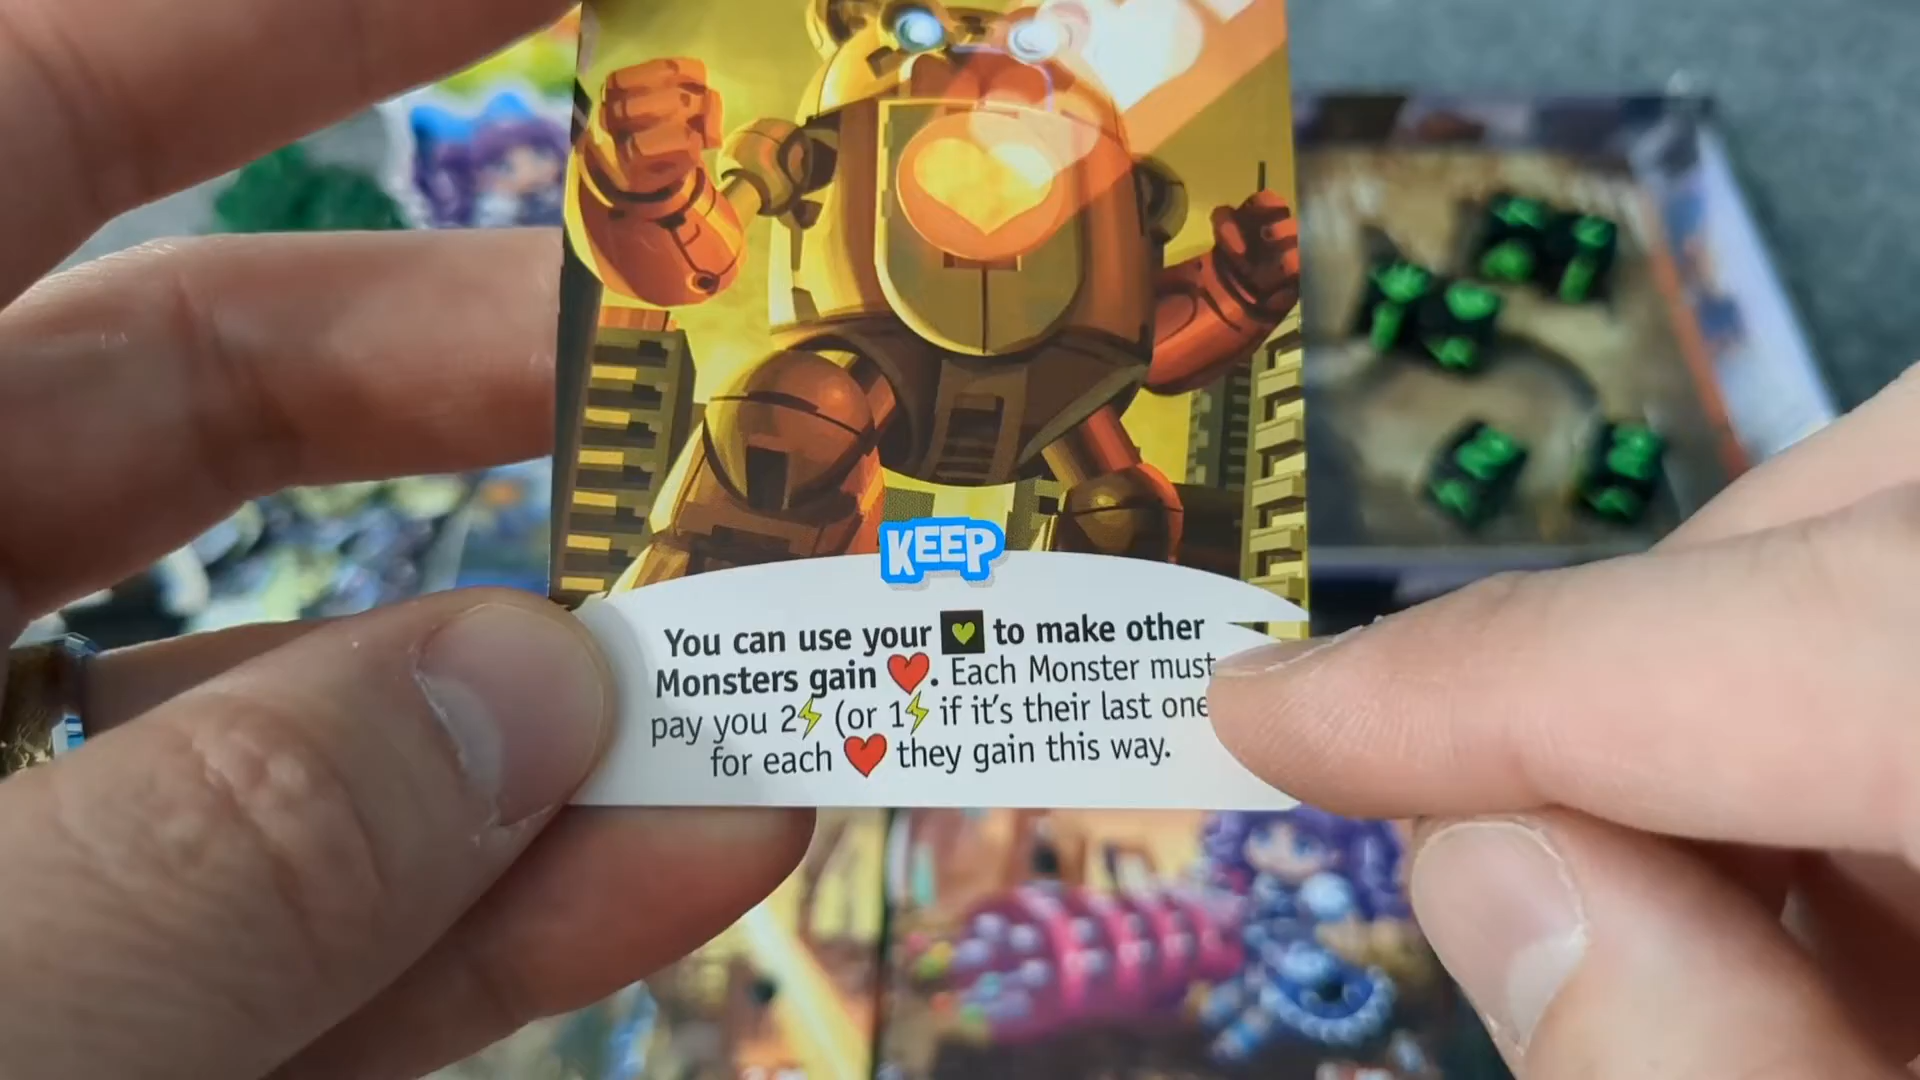 KEEP
You can use your to make other
Monsters gain . Each Monster must
pay you 2 (or 1 if it's their last one
for each they gain this way.